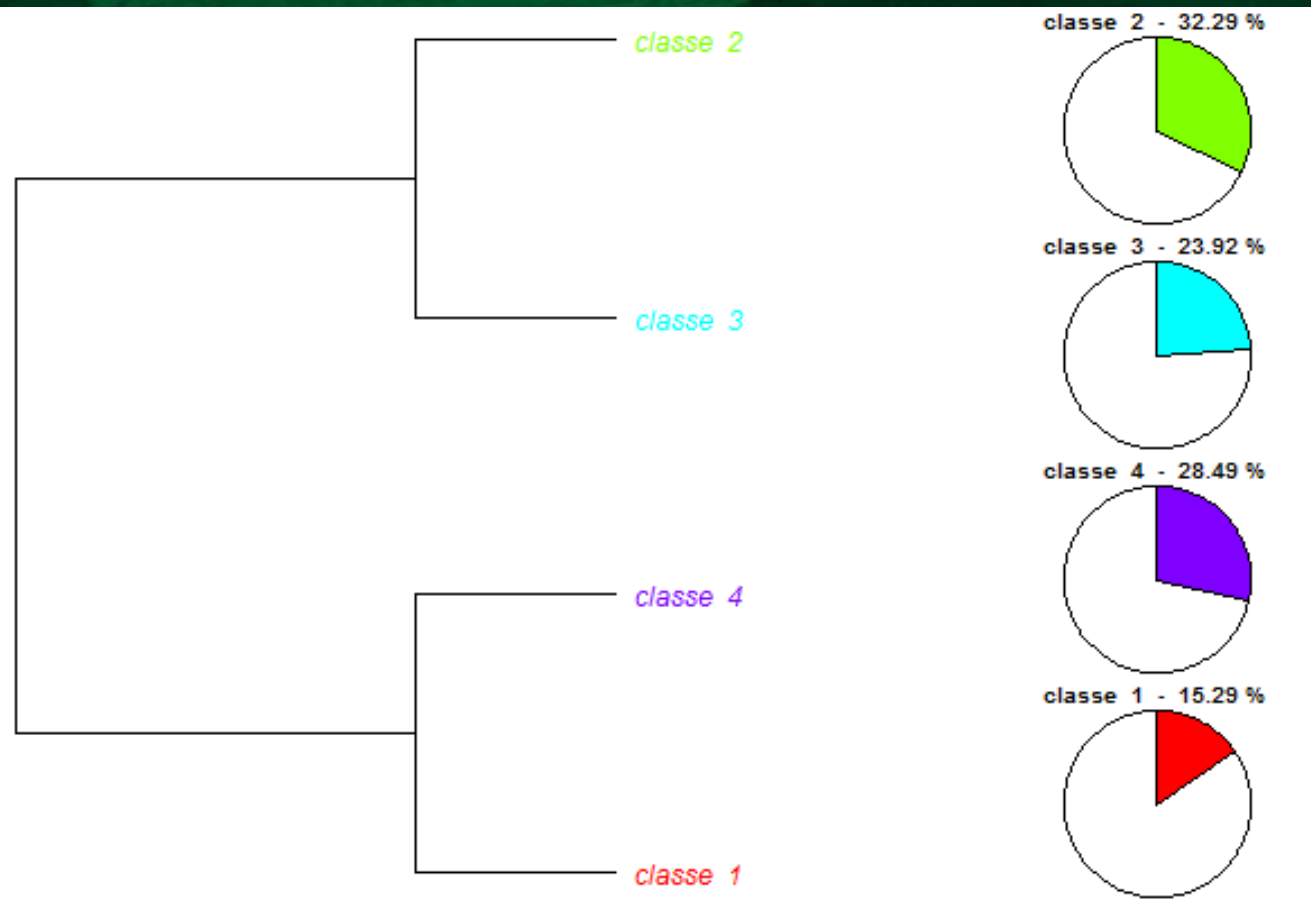 classe 2
classe 2 - 32.29 %
classe 3 - 23.92 %
classe 3
classe 4 - 28.49 %
classe 4
classe 1 - 15.29 %
classe 1